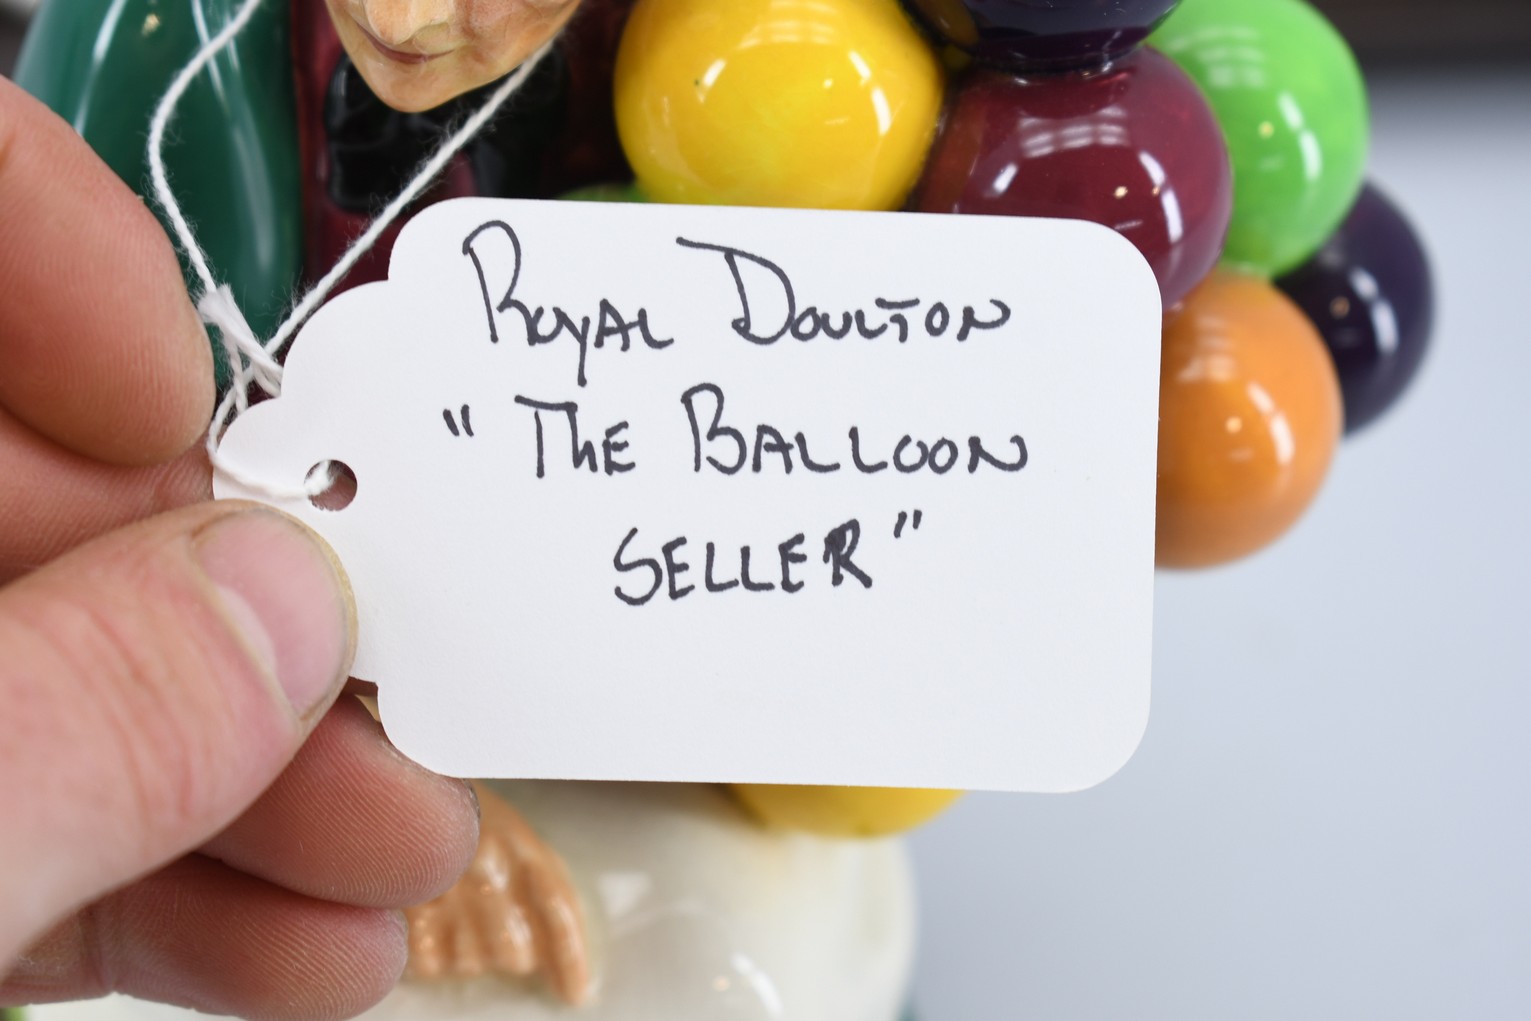 Royal Doulton
"The Balloon
Seller"